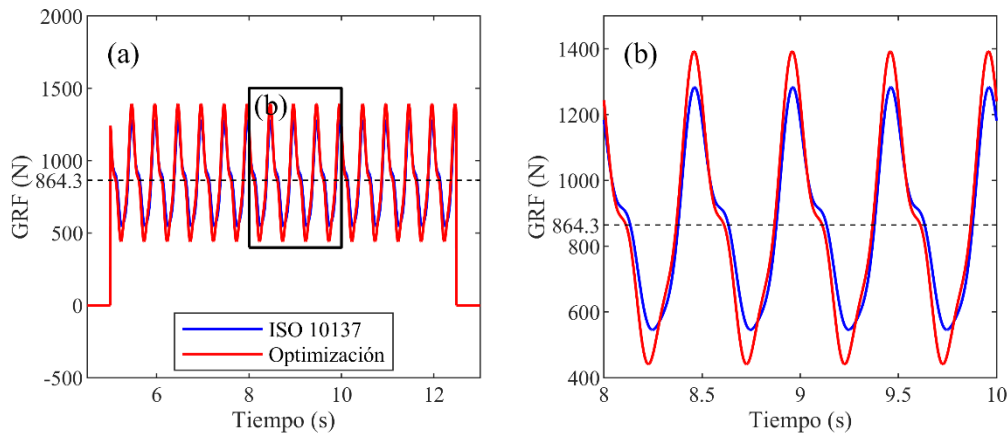 (a)
2000
1500
1000
864.3
500
0
-500
GRF (N)
(b)
ISO 10137
Optimización
6
8
10
12
Tiempo (s)
(b)
1400
1200
1000
864.3
800
600
400
GRF (N)
8
8.5
9
9.5
10
Tiempo (s)